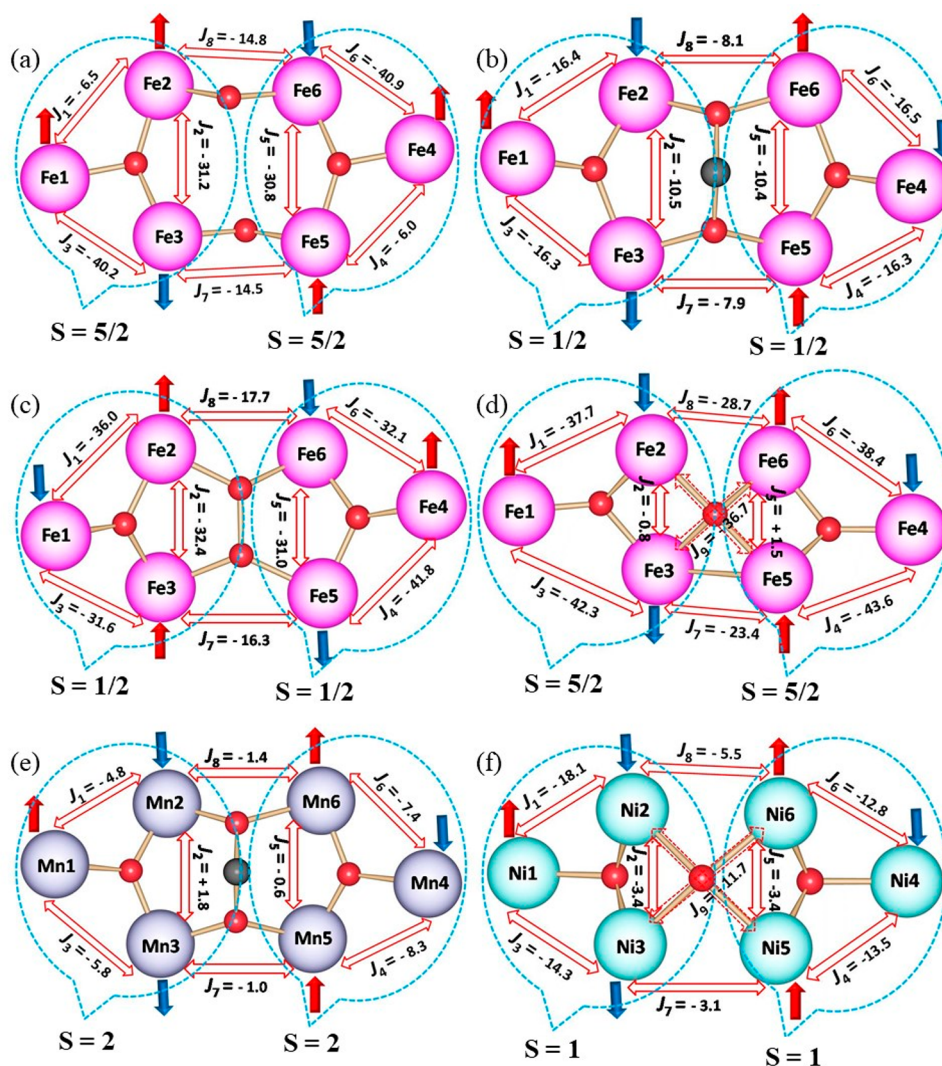 (a)
J8 = - 14.8
Fe2
Fe6
J1 = - 6.5
J6 = -40.9
Fe1
J2 = - 31.2
J5 = - 30.8
Fe4
Fe3
Fe5
J3 = -40.2
J4 = - 6.0
J7 = - 14.5
S = 5/2
S = 5/2
(b)
J8 = - 8.1
Fe2
Fe6
J1 = - 16.4
J6 = -16.5
Fe1
J2 = - 10.5
J5 = - 10.4
Fe4
Fe3
Fe5
J3 = - 16.3
J4 = - 16.3
J7 = - 7.9
S = 1/2
S = 1/2
(c)
J8 = - 17.7
Fe2
Fe6
J1 = - 36.0
J6 = - 32.1
Fe1
J2 = - 32.4
J5 = - 31.0
Fe4
Fe3
Fe5
J3 = - 31.6
J4 = - 41.8
J7 = - 16.3
S = 1/2
S = 1/2
(d)
J8 = - 28.7
Fe2
Fe6
J1 = - 37.7
J6 = - 38.4
Fe1
J2 = - 0.8
J9 = - 36.7
J5 = + 1.5
Fe4
Fe3
Fe5
J3 = - 42.3
J4 = - 43.6
J7 = - 23.4
S = 5/2
S = 5/2
(e)
J8 = - 1.4
Mn2
Mn6
J1 = - 4.8
J6 = - 7.4
Mn1
J2 = + 1.8
J5 = - 0.6
Mn4
Mn3
Mn5
J3 = - 5.8
J4 = - 8.3
J7 = - 1.0
S = 2
S = 2
(f)
J8 = - 5.5
Ni2
Ni6
J1 = - 18.1
J6 = -12.8
Ni1
J2 = -3.4
J5 = -3.4
Ni4
Ni3
Ni5
J3 = - 14.3
J4 = -13.5
J7 = - 3.1
S = 1
S = 1